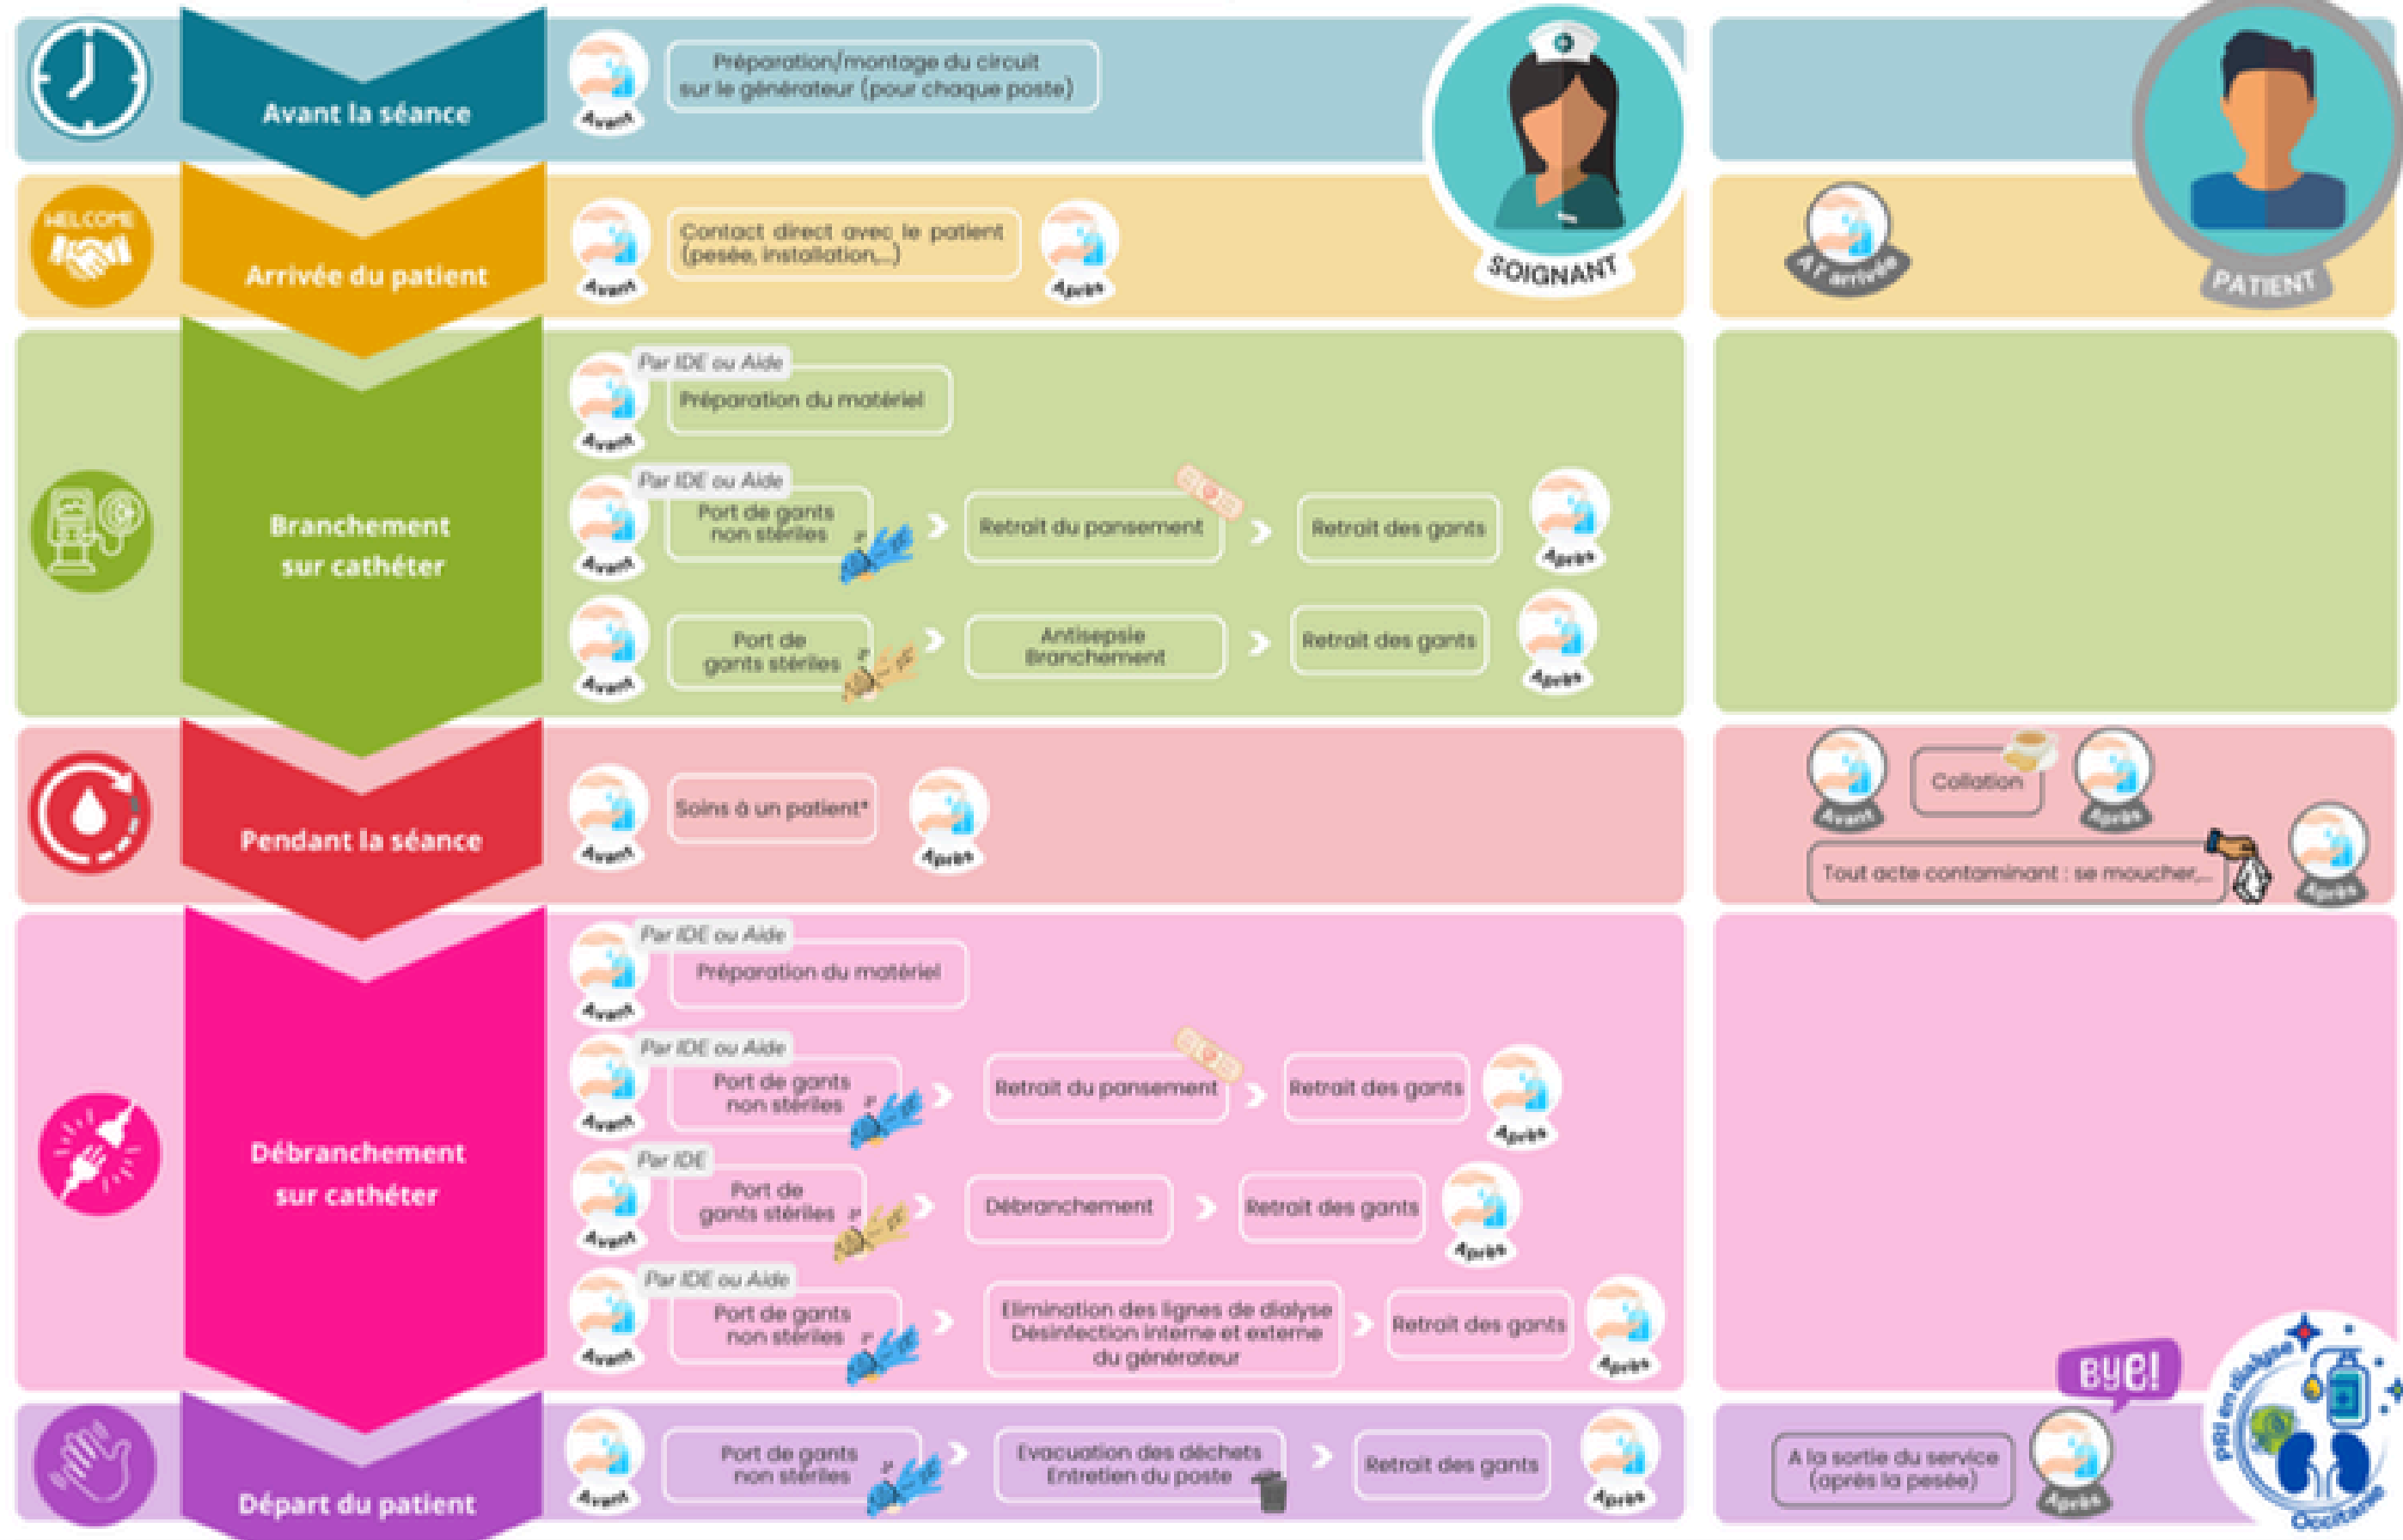 Avant la séance
Avant
Préparation/montage du circuit
sur le générateur (pour chaque poste)
SOIGNANT
PATIENT
WELCOME
Arrivée du patient
Avant
Contact direct avec le patient
(pesée, installation,...)
Après
A l'arrivée
Branchement
sur cathéter
Par IDE ou Aide
Avant
Préparation du matériel
Par IDE ou Aide
Avant
Port de gants
non stériles
Retrait du pansement
Retrait des gants
Après
Avant
Port de
gants stériles
Antisepsie
Branchement
Retrait des gants
Après
Pendant la séance
Avant
Soins à un patient*
Après
Avant
Collation
Après
Tout acte contaminant : se moucher,...
Après
Débranchement
sur cathéter
Par IDE ou Aide
Avant
Préparation du matériel
Par IDE ou Aide
Avant
Port de gants
non stériles
Retrait du pansement
Retrait des gants
Après
Par IDE
Avant
Port de
gants stériles
Débranchement
Retrait des gants
Après
Par IDE ou Aide
Avant
Port de gants
non stériles
Elimination des lignes de dialyse
Désinfection interne et externe
du générateur
Retrait des gants
Après
Départ du patient
Avant
Port de gants
non stériles
Evacuation des déchets
Entretien du poste
Retrait des gants
Après
BYE!
A la sortie du service
(après la pesée)
Après
PRI en dialyse
Occitanie